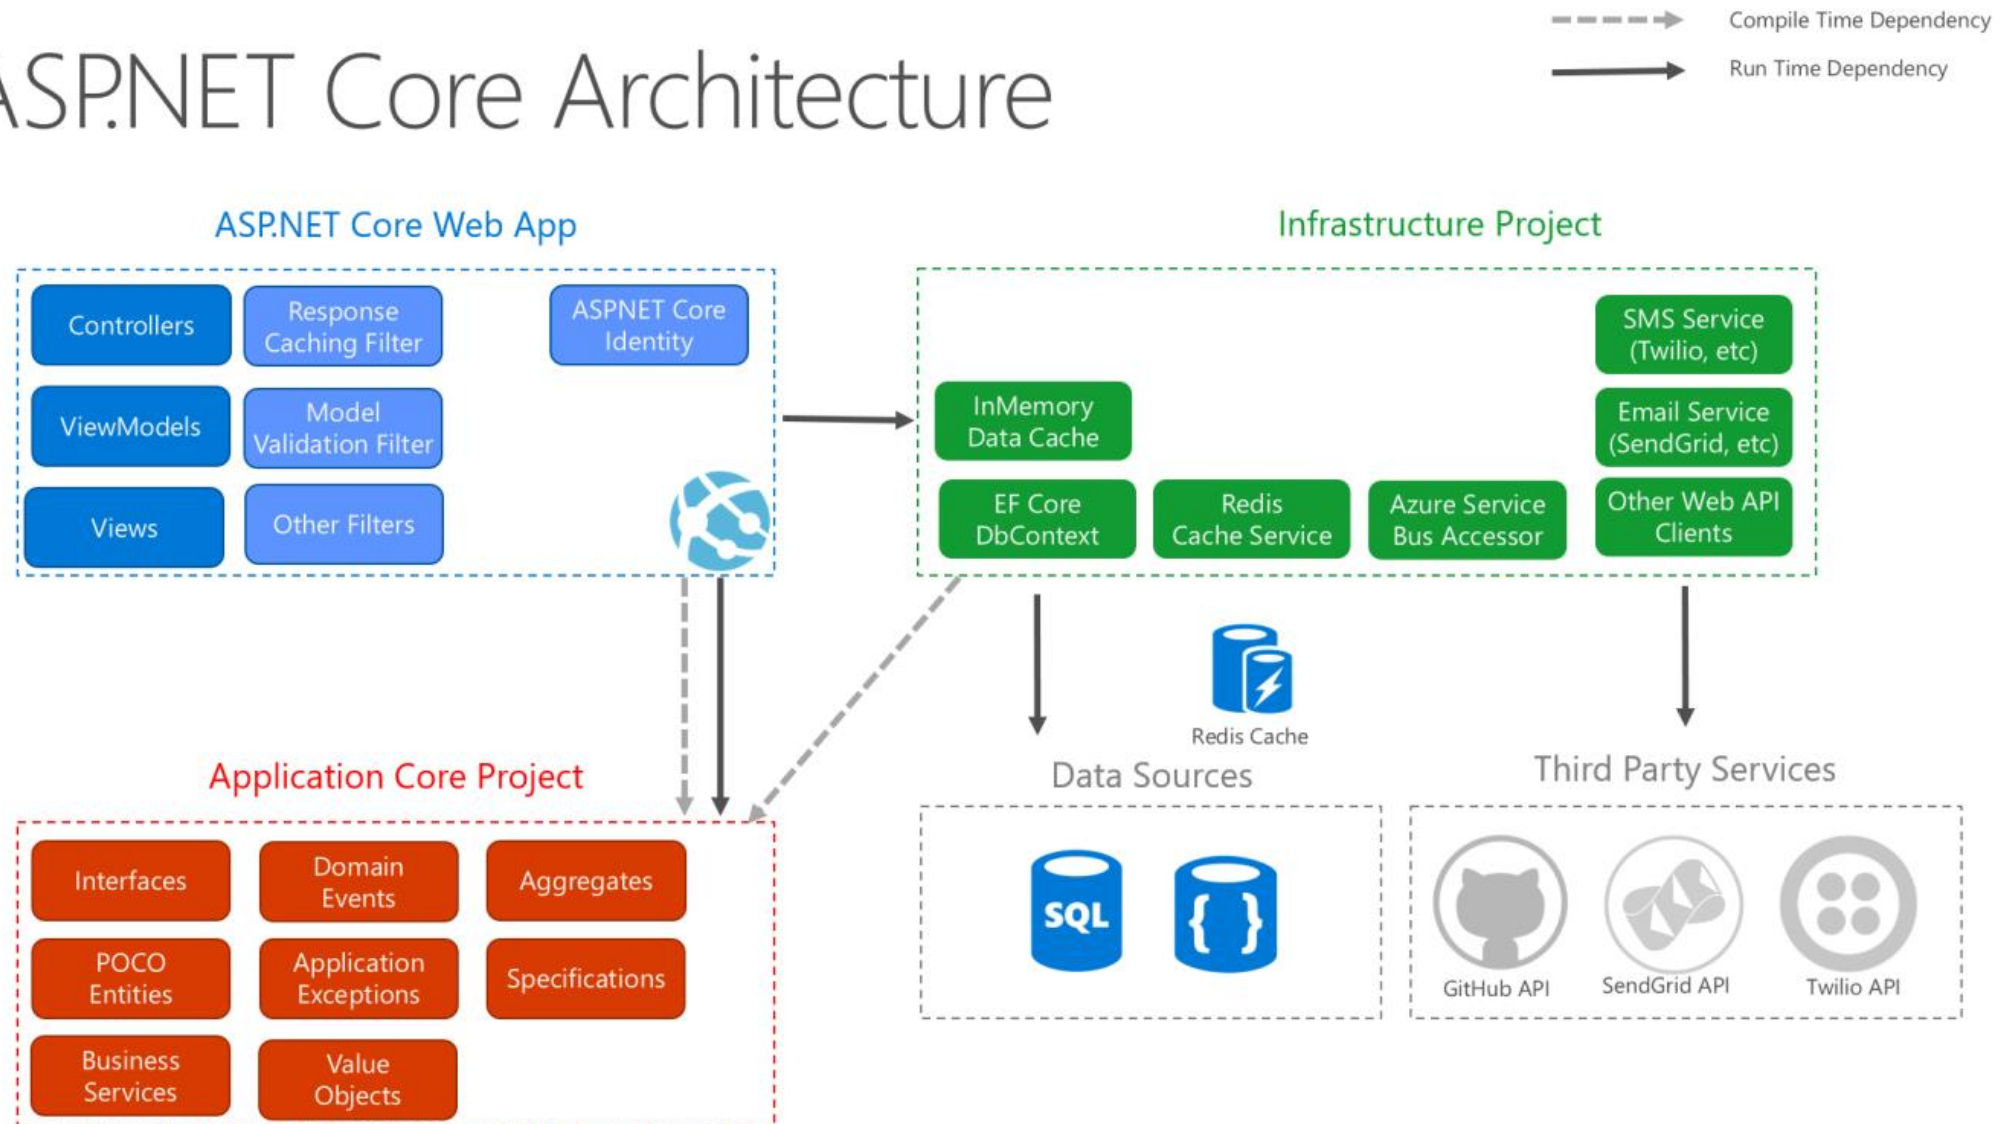 Compile Time Dependency
Run Time Dependency
ASP.NET Core Architecture
ASP.NET Core Web App
Controllers
Response
Caching Filter
ASPNET Core
Identity
ViewModels
Model
Validation Filter
Views
Other Filters
Infrastructure Project
SMS Service
(Twilio, etc)
InMemory
Data Cache
Email Service
(SendGrid, etc)
EF Core
DbContext
Redis
Cache Service
Azure Service
Bus Accessor
Other Web API
Clients
Redis Cache
Application Core Project
Interfaces
Domain
Events
Aggregates
POCO
Entities
Application
Exceptions
Specifications
Business
Services
Value
Objects
Data Sources
SQL
{ }
Third Party Services
GitHub API
SendGrid API
Twilio API